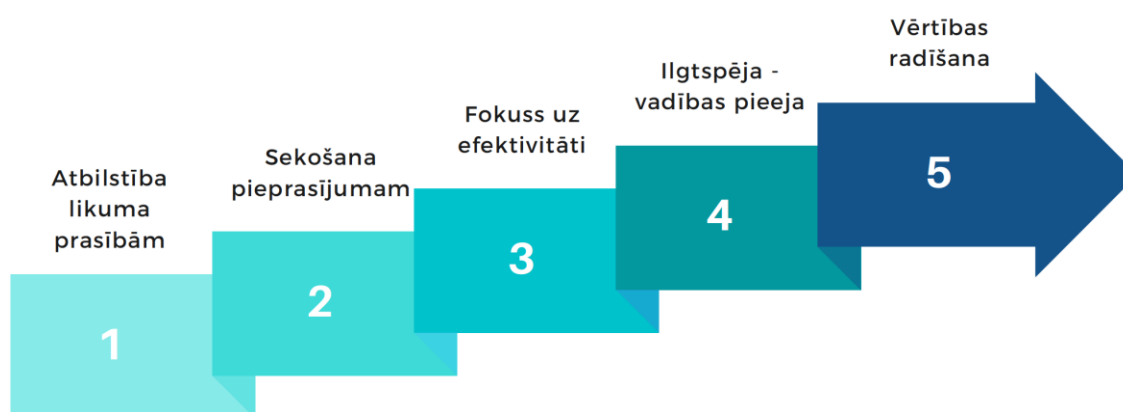 Atbilstība
likuma
prasībām
1
Sekošana
pieprasījumam
2
Fokuss uz
efektivitāti
3
Ilgtspēja -
vadības pieeja
4
Vērtības
radīšana
5